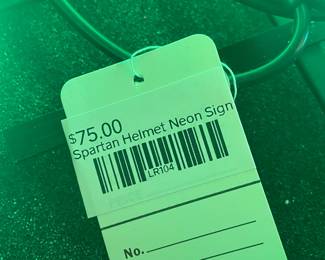 $75.00
Spartan Helmet Neon Sign
LR104
No.